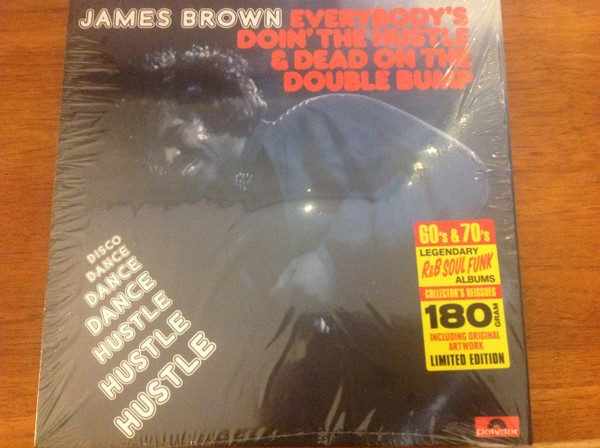 JAMES BROWN EVERYBODY'S
DOIN' THE HUSTLE
& DEAD ON THE
DOUBLE BUMP
DISCO
DANCE
DANCE
DANCE
HUSTLE
HUSTLE
HUSTLE
60's & 70's
LEGENDARY
R&B SOUL FUNK
ALBUMS
COLLECTOR'S REISSUES
180 GRAM
INCLUDING ORIGINAL
ARTWORK
LIMITED EDITION
polydor